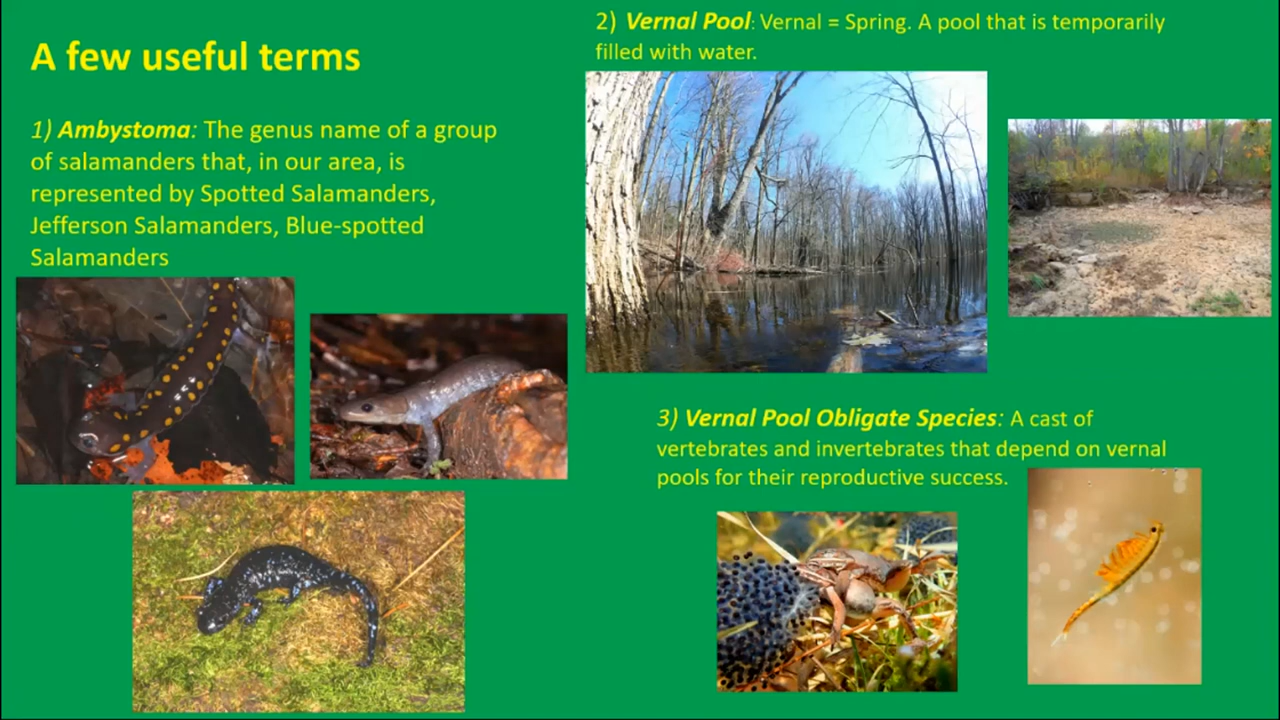 A few useful terms
1) Ambystoma: The genus name of a group
of salamanders that, in our area, is
represented by Spotted Salamanders,
Jefferson Salamanders, Blue-spotted
Salamanders
2) Vernal Pool: Vernal = Spring. A pool that is temporarily
filled with water.
3) Vernal Pool Obligate Species: A cast of
vertebrates and invertebrates that depend on vernal
pools for their reproductive success.